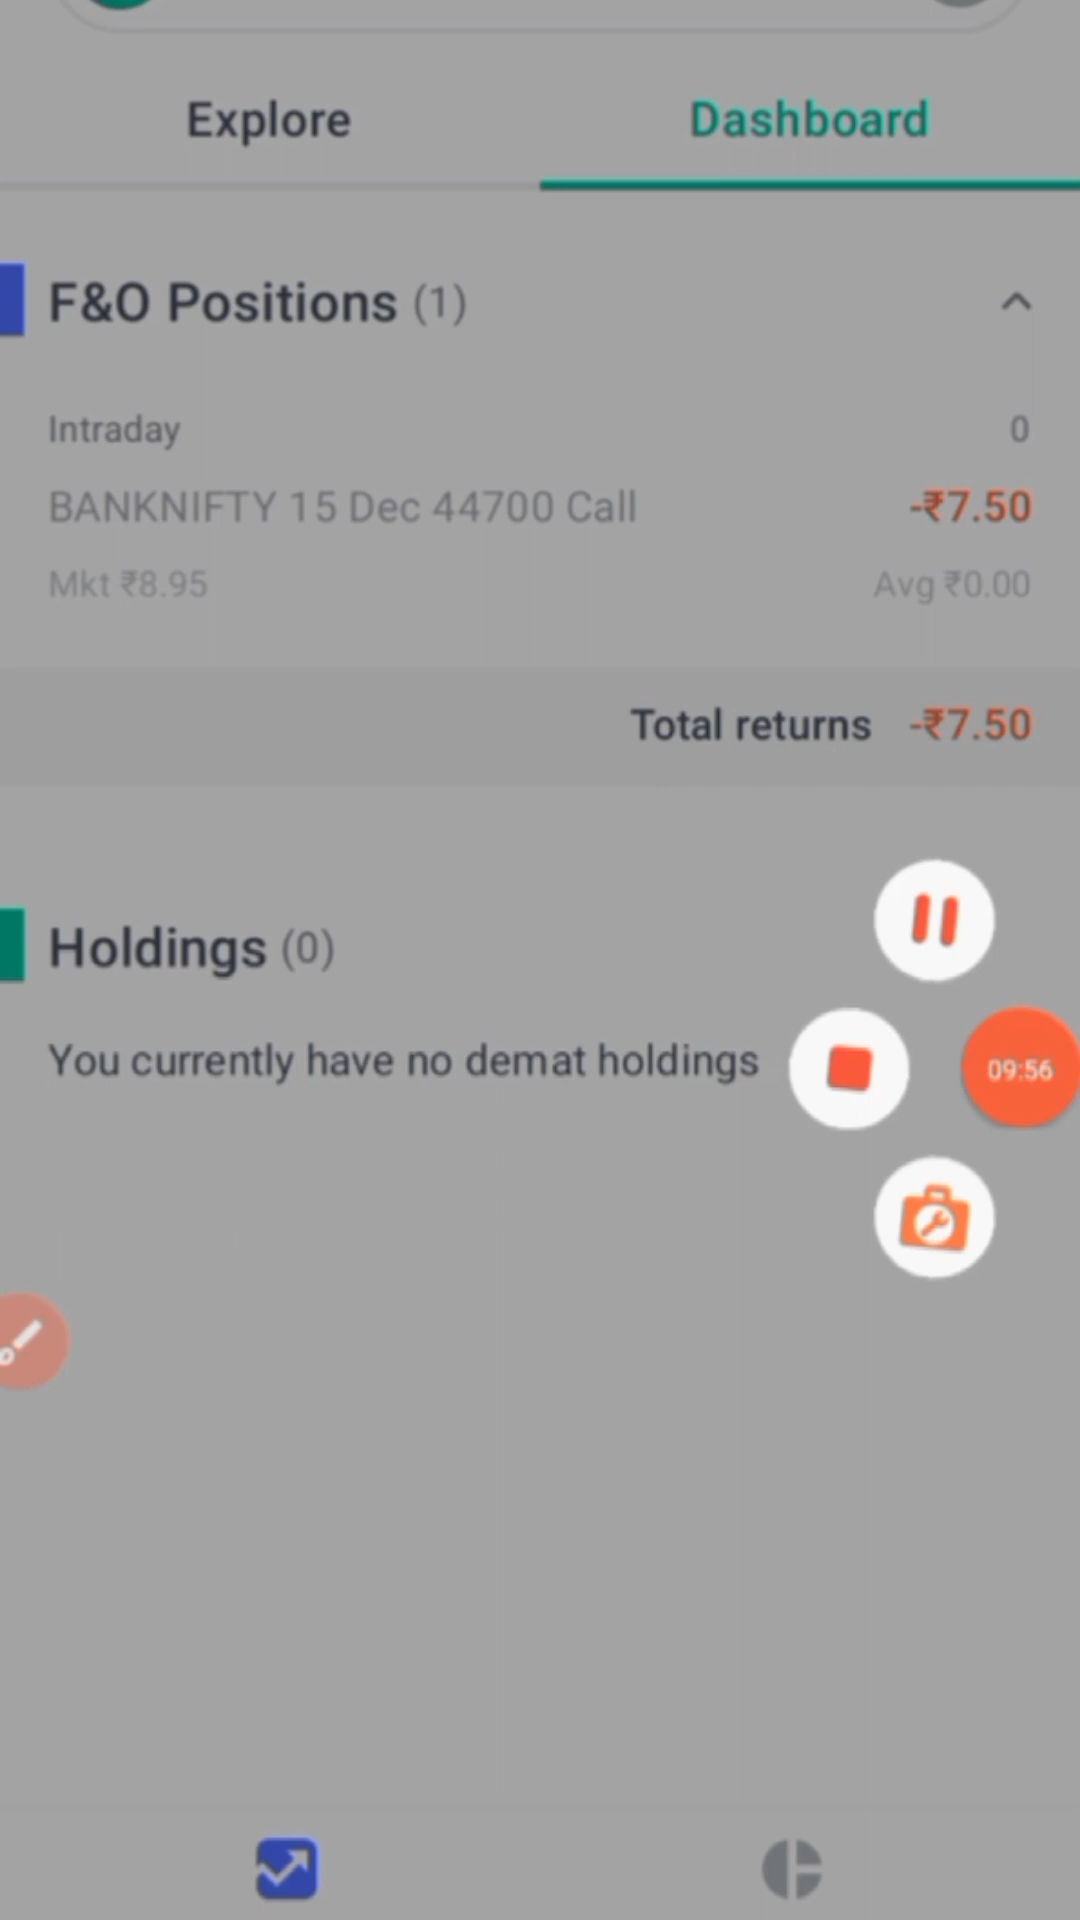 Explore Dashboard
F&O Positions (1)
Intraday 0
BANKNIFTY 15 Dec 44700 Call -₹7.50
Mkt ₹8.95 Avg ₹0.00
Total returns -₹7.50
Holdings (0)
You currently have no demat holdings
09:56